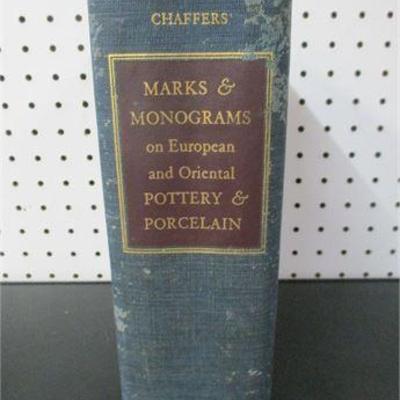 CHAFFERS
MARKS &
MONOGRAMS
on European
and Oriental
POTTERY &
PORCELAIN